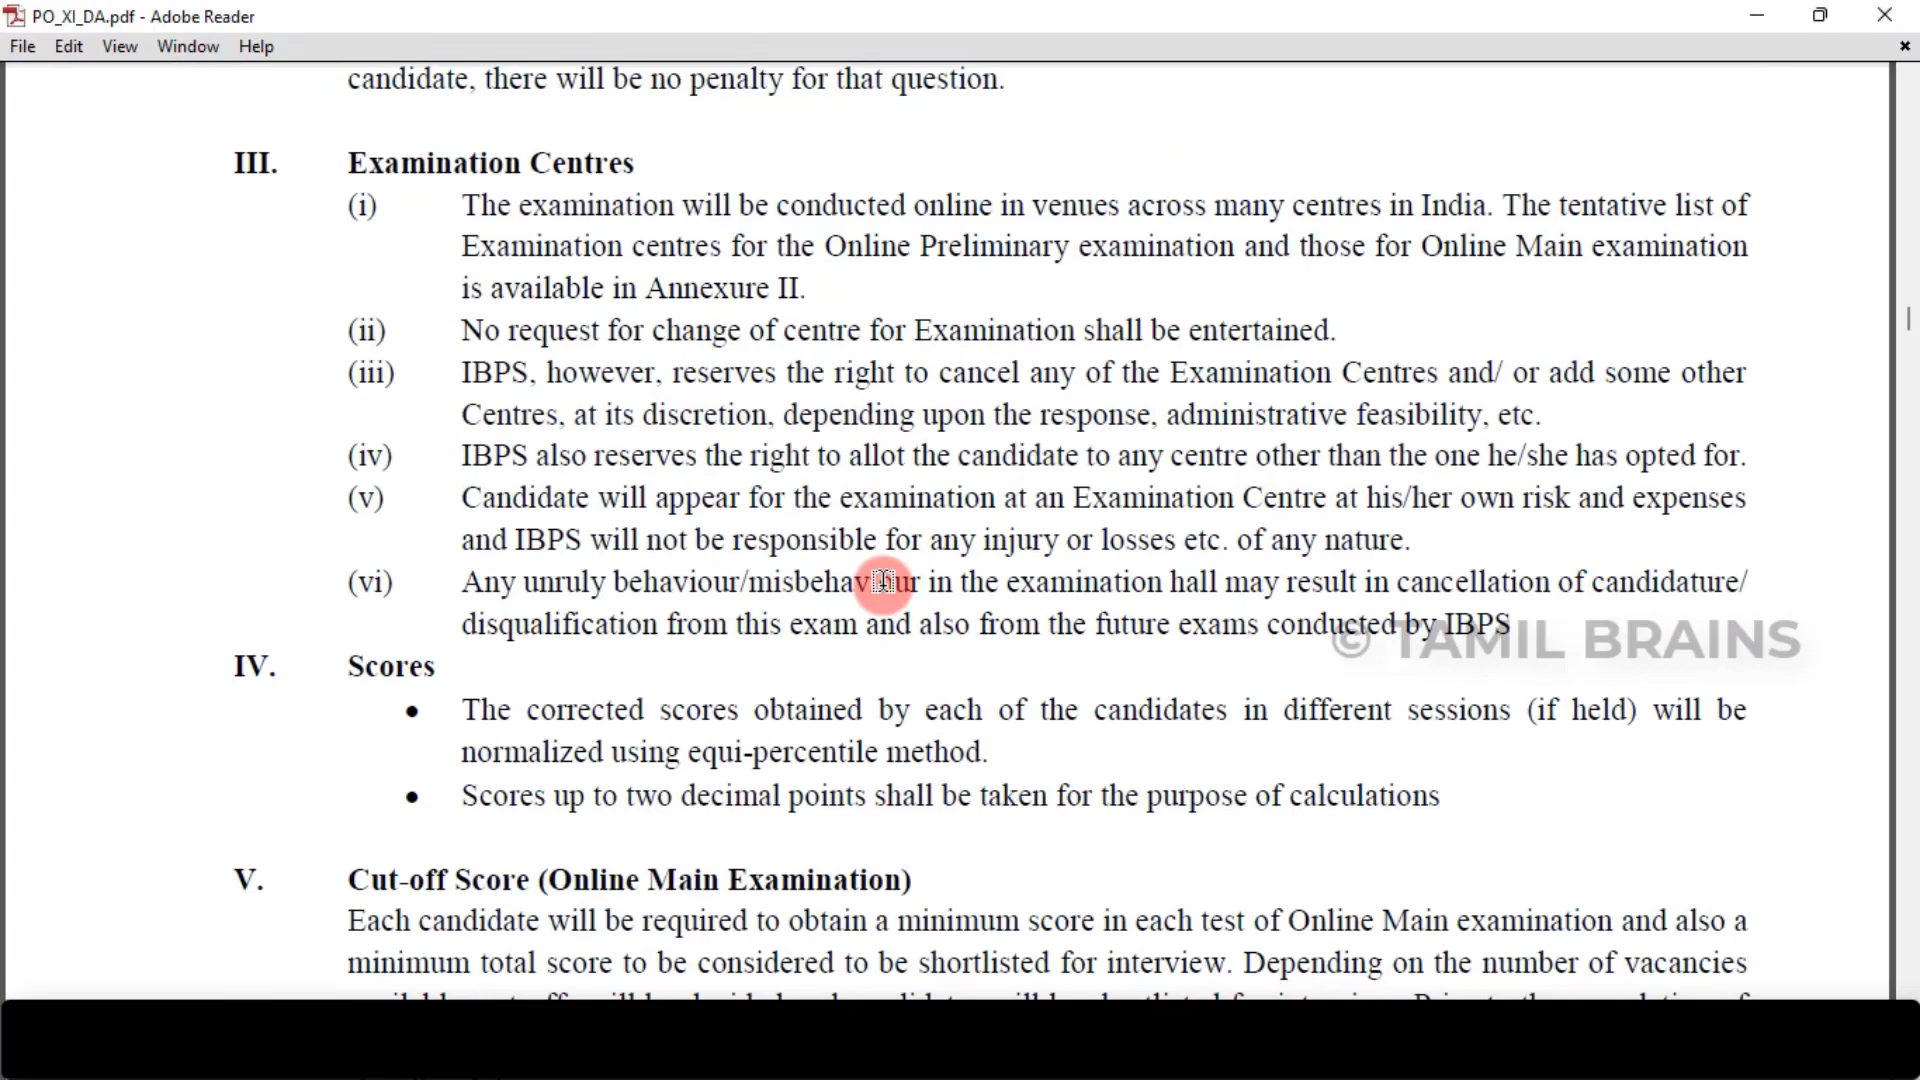 PO_XI_DA.pdf - Adobe Reader
File Edit View Window Help
candidate, there will be no penalty for that question.
III. Examination Centres
(i) The examination will be conducted online in venues across many centres in India. The tentative list of
Examination centres for the Online Preliminary examination and those for Online Main examination
is available in Annexure II.
(ii) No request for change of centre for Examination shall be entertained.
(iii) IBPS, however, reserves the right to cancel any of the Examination Centres and/ or add some other
Centres, at its discretion, depending upon the response, administrative feasibility, etc.
(iv) IBPS also reserves the right to allot the candidate to any centre other than the one he/she has opted for.
(v) Candidate will appear for the examination at an Examination Centre at his/her own risk and expenses
and IBPS will not be responsible for any injury or losses etc. of any nature.
(vi) Any unruly behaviour/misbehaviour in the examination hall may result in cancellation of candidature/
disqualification from this exam and also from the future exams conducted by IBPS
© TAMIL BRAINS
IV. Scores
• The corrected scores obtained by each of the candidates in different sessions (if held) will be
normalized using equi-percentile method.
• Scores up to two decimal points shall be taken for the purpose of calculations
V. Cut-off Score (Online Main Examination)
Each candidate will be required to obtain a minimum score in each test of Online Main examination and also a
minimum total score to be considered to be shortlisted for interview. Depending on the number of vacancies